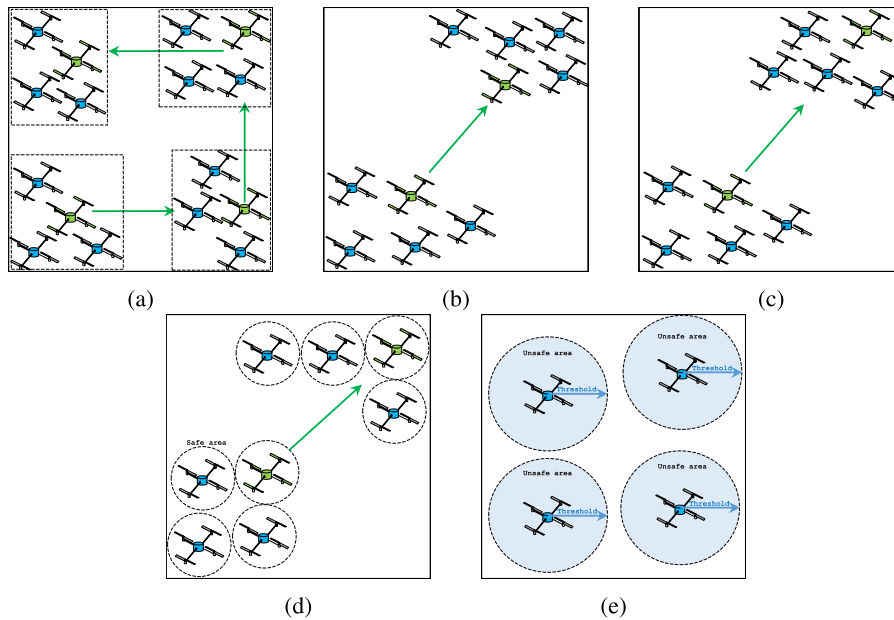 (a)
(b)
(c)
Safe area
Unsafe area
Threshold
Unsafe area
Threshold
Unsafe area
Threshold
Unsafe area
Threshold
(d)
(e)